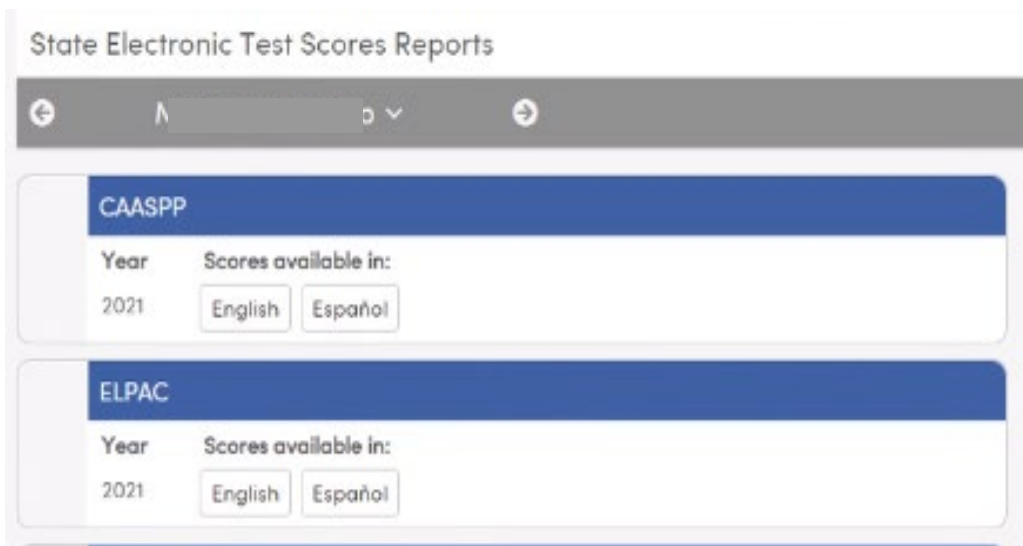 State Electronic Test Scores Reports
CAASPP
Year Scores available in:
2021 English Español
ELPAC
Year Scores available in:
2021 English Español